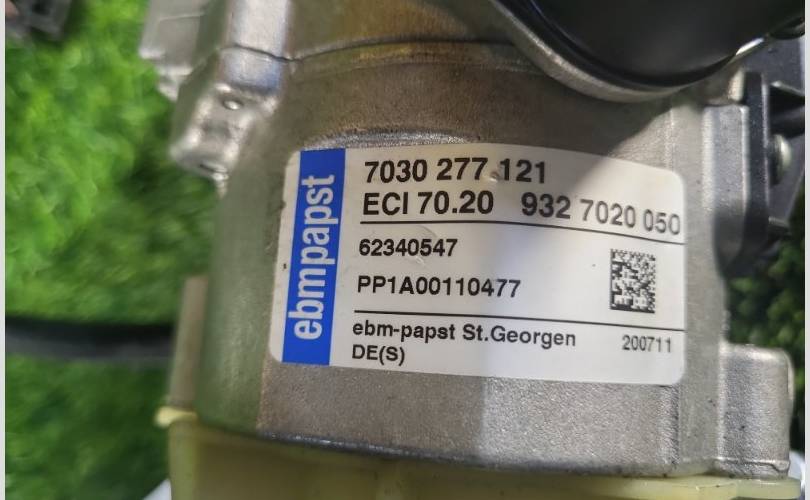 ebmpapst
7030 277 121
ECI 70.20 932 7020 050
62340547
PP1A00110477
ebm-papst St.Georgen
DE(S)
200711